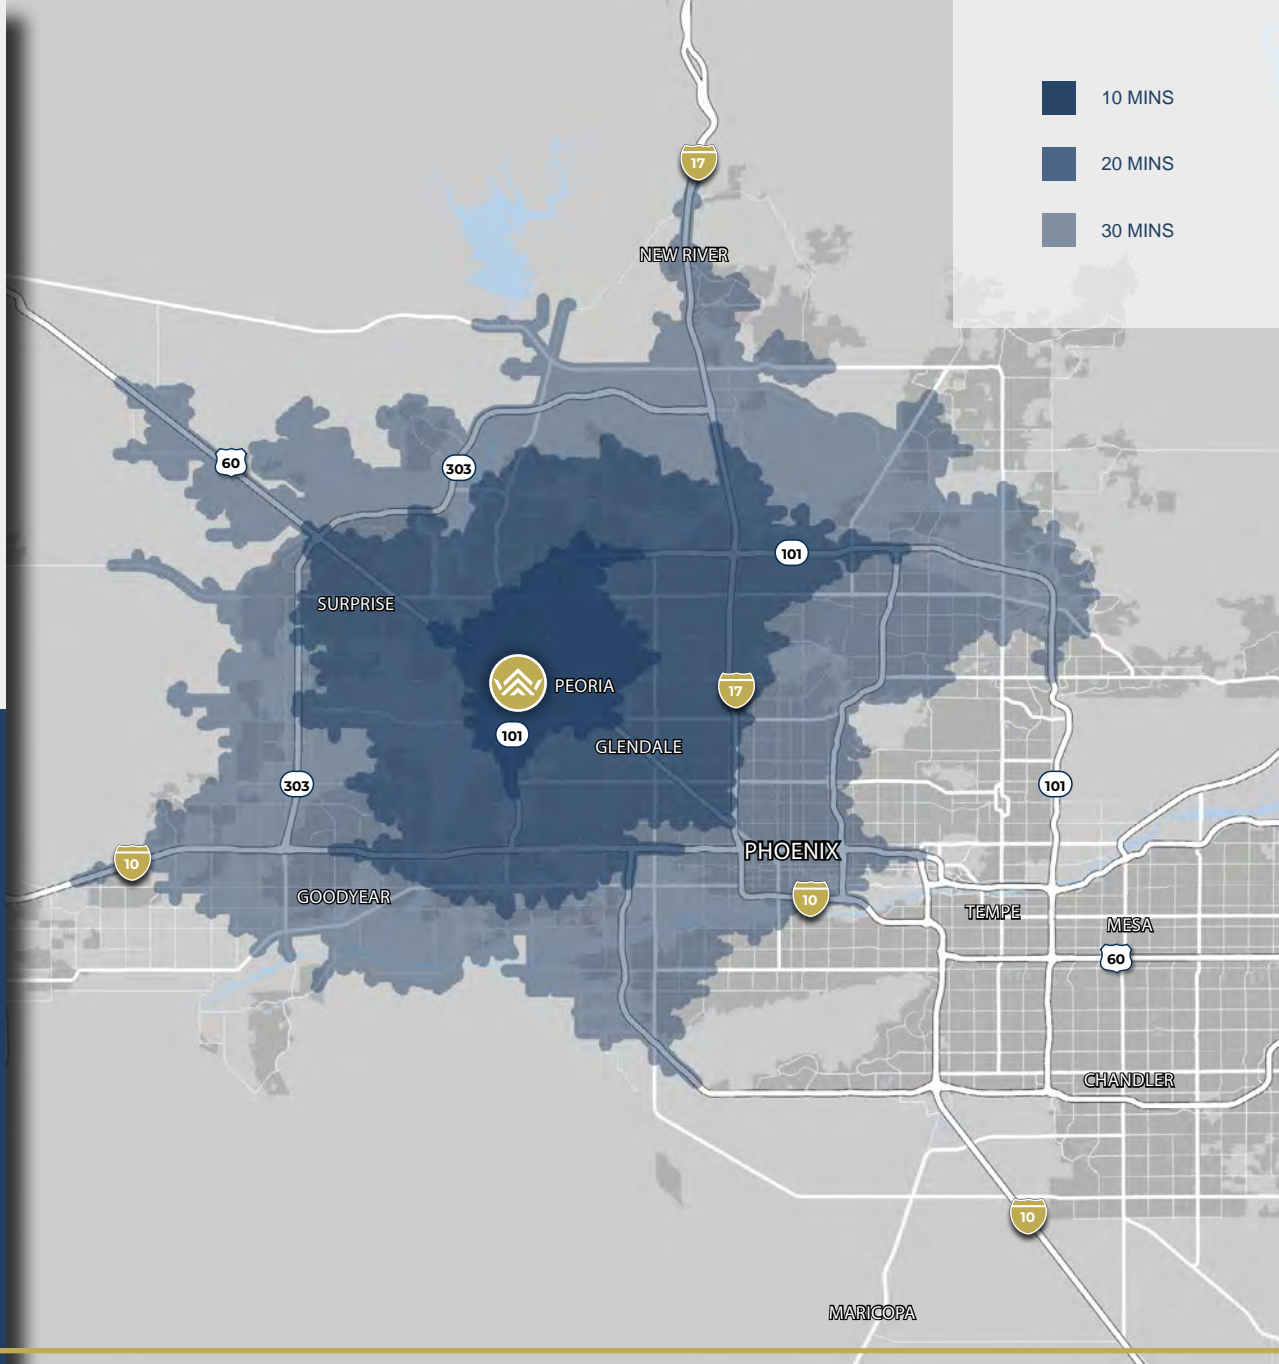 10 MINS
20 MINS
30 MINS
17
NEW RIVER
60
303
101
SURPRISE
PEORIA
17
101
GLENDALE
303
101
PHOENIX
10
GOODYEAR
10
TEMPE
MESA
60
CHANDLER
10
MARICOPA